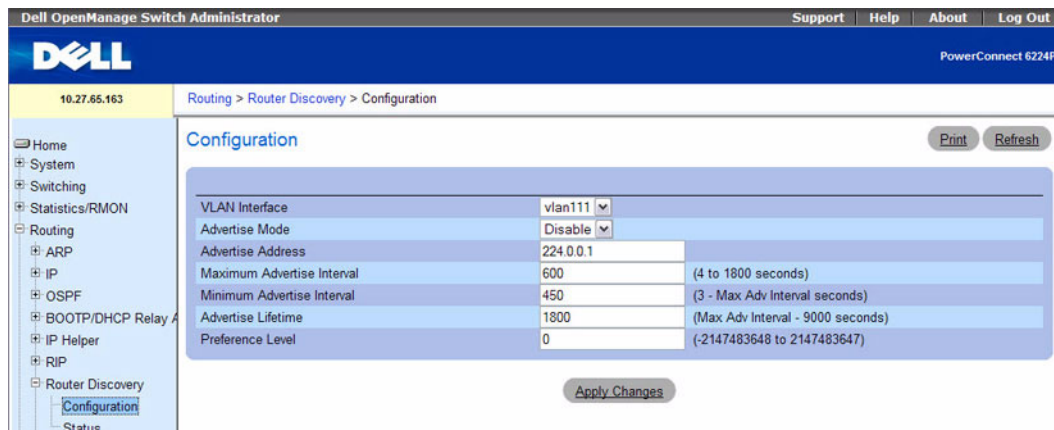 Dell OpenManage Switch Administrator
Support Help About Log Out
DELL
PowerConnect 6224P
10.27.65.163
Routing > Router Discovery > Configuration
Home
System
Switching
Statistics/RMON
Routing
ARP
IP
OSPF
BOOTP/DHCP Relay A
IP Helper
RIP
Router Discovery
Configuration
Status
Configuration
Print Refresh
VLAN Interface vlan111
Advertise Mode Disable
Advertise Address 224.0.0.1
Maximum Advertise Interval 600 (4 to 1800 seconds)
Minimum Advertise Interval 450 (3 - Max Adv Interval seconds)
Advertise Lifetime 1800 (Max Adv Interval - 9000 seconds)
Preference Level 0 (-2147483648 to 2147483647)
Apply Changes